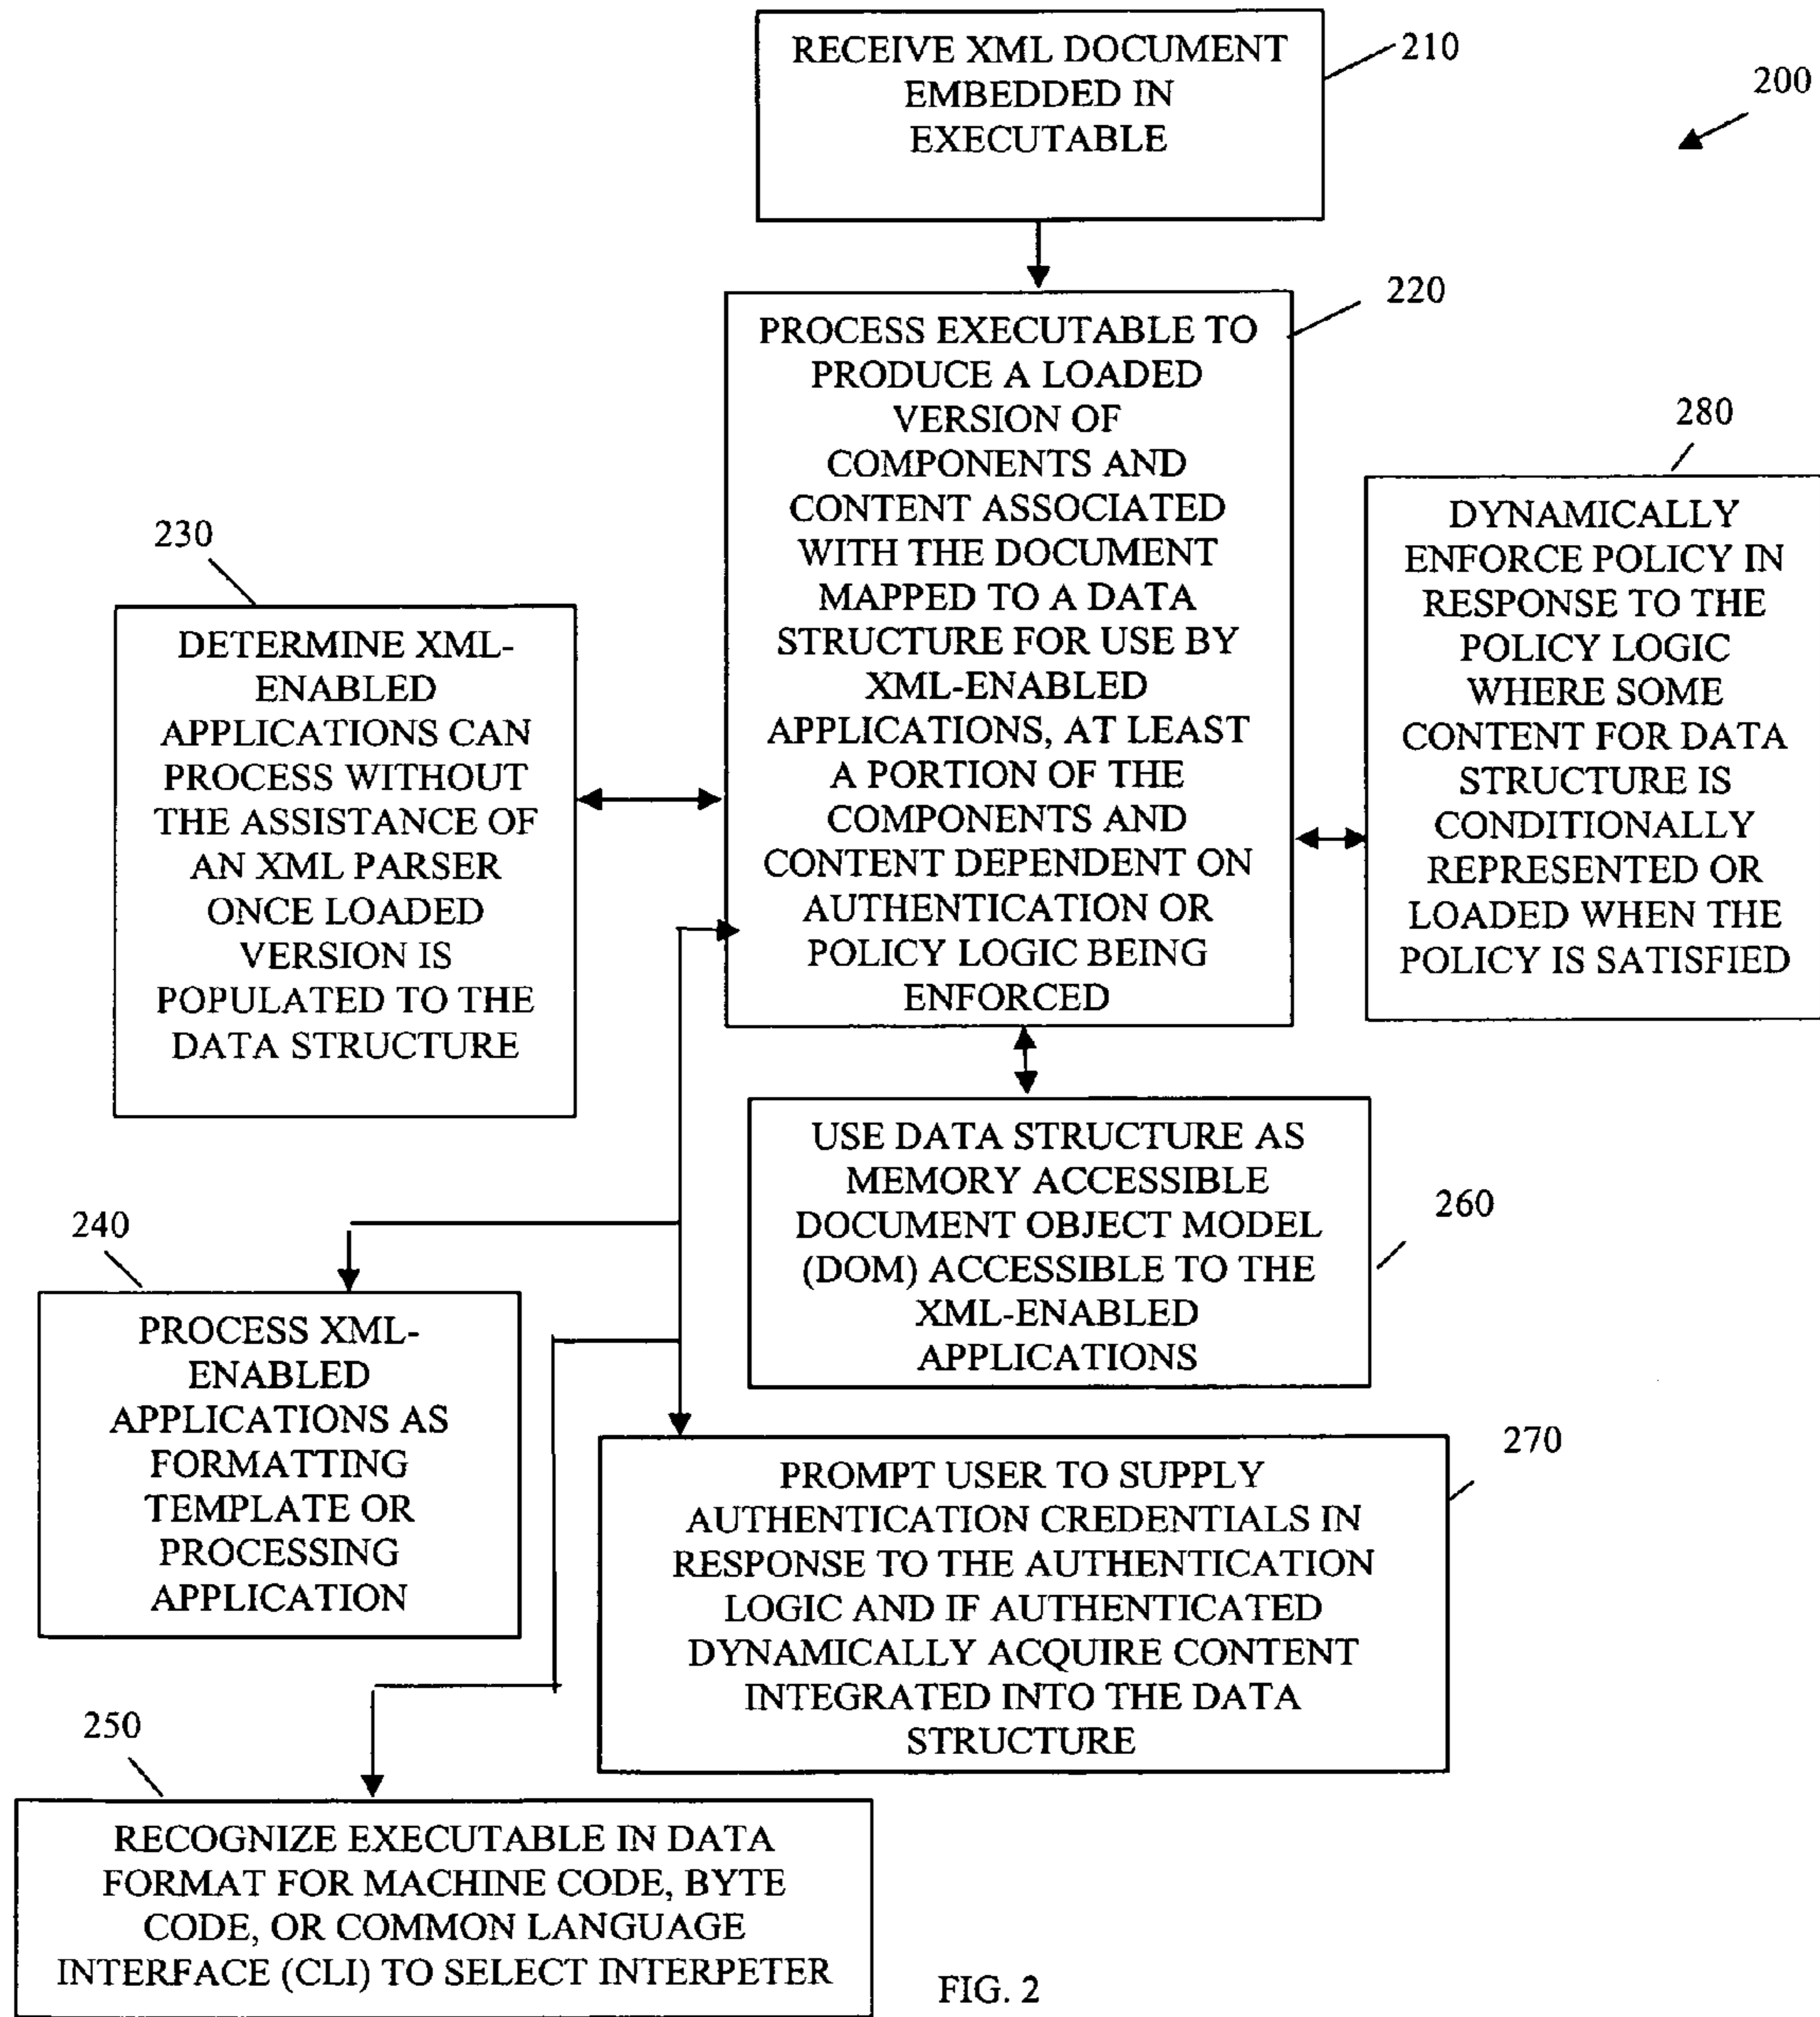 RECEIVE XML DOCUMENT
EMBEDDED IN
EXECUTABLE
210
200
220
PROCESS EXECUTABLE TO
PRODUCE A LOADED
VERSION OF
COMPONENTS AND
CONTENT ASSOCIATED
WITH THE DOCUMENT
MAPPED TO A DATA
STRUCTURE FOR USE BY
XML-ENABLED
APPLICATIONS, AT LEAST
A PORTION OF THE
COMPONENTS AND
CONTENT DEPENDENT ON
AUTHENTICATION OR
POLICY LOGIC BEING
ENFORCED
280
DYNAMICALLY
ENFORCE POLICY IN
RESPONSE TO THE
POLICY LOGIC
WHERE SOME
CONTENT FOR DATA
STRUCTURE IS
CONDITIONALLY
REPRESENTED OR
LOADED WHEN THE
POLICY IS SATISFIED
230
DETERMINE XML-
ENABLED
APPLICATIONS CAN
PROCESS WITHOUT
THE ASSISTANCE OF
AN XML PARSER
ONCE LOADED
VERSION IS
POPULATED TO THE
DATA STRUCTURE
USE DATA STRUCTURE AS
MEMORY ACCESSIBLE
DOCUMENT OBJECT MODEL
(DOM) ACCESSIBLE TO THE
XML-ENABLED
APPLICATIONS
260
240
PROCESS XML-
ENABLED
APPLICATIONS AS
FORMATTING
TEMPLATE OR
PROCESSING
APPLICATION
270
PROMPT USER TO SUPPLY
AUTHENTICATION CREDENTIALS IN
RESPONSE TO THE AUTHENTICATION
LOGIC AND IF AUTHENTICATED
DYNAMICALLY ACQUIRE CONTENT
INTEGRATED INTO THE DATA
STRUCTURE
250
RECOGNIZE EXECUTABLE IN DATA
FORMAT FOR MACHINE CODE, BYTE
CODE, OR COMMON LANGUAGE
INTERFACE (CLI) TO SELECT INTERPETER
FIG. 2